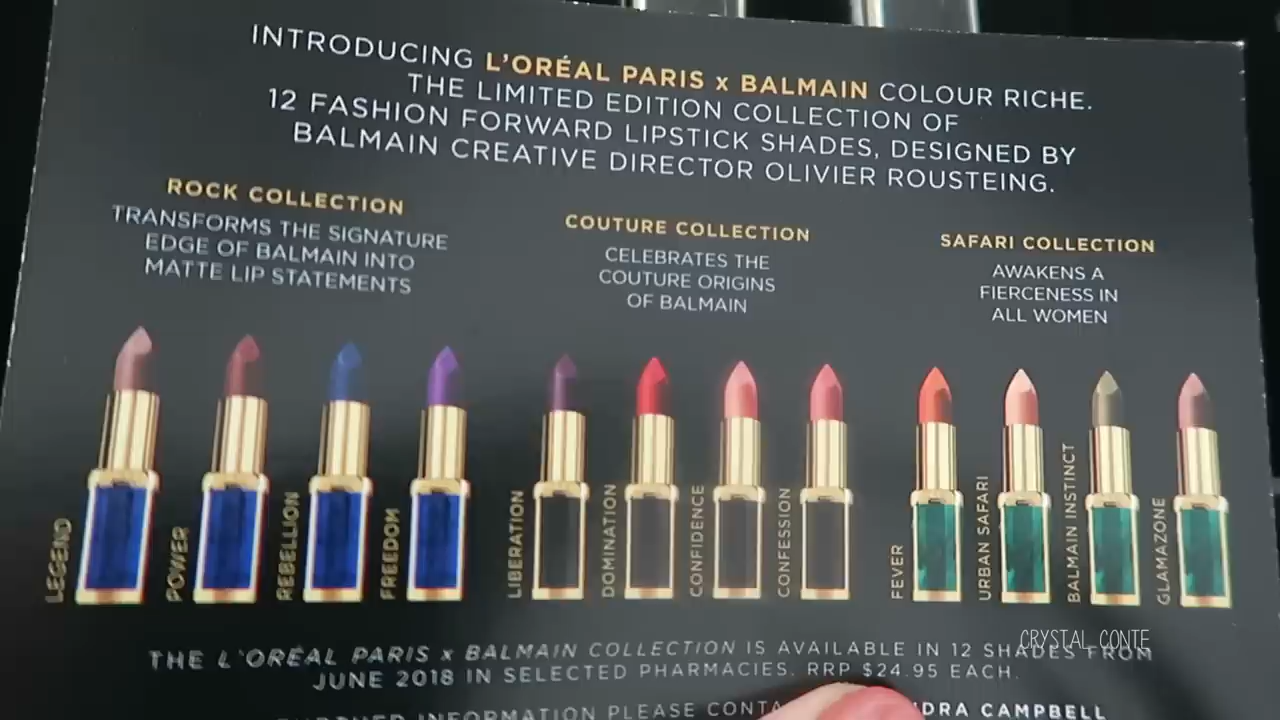 INTRODUCING L'ORÉAL PARIS x BALMAIN COLOUR RICHE.
THE LIMITED EDITION COLLECTION OF
12 FASHION FORWARD LIPSTICK SHADES, DESIGNED BY
BALMAIN CREATIVE DIRECTOR OLIVIER ROUSTEING.
ROCK COLLECTION
TRANSFORMS THE SIGNATURE
EDGE OF BALMAIN INTO
MATTE LIP STATEMENTS
COUTURE COLLECTION
CELEBRATES THE
COUTURE ORIGINS
OF BALMAIN
SAFARI COLLECTION
AWAKENS A
FIERCENESS IN
ALL WOMEN
LEGEND
POWER
REBELLION
FREEDOM
LIBERATION
DOMINATION
CONFIDENCE
CONFESSION
FEVER
URBAN SAFARI
BALMAIN INSTINCT
GLAMAZONE
CRYSTAL CONTE
THE L'ORÉAL PARIS x BALMAIN COLLECTION IS AVAILABLE IN 12 SHADES FROM
JUNE 2018 IN SELECTED PHARMACIES. RRP $24.95 EACH.
INFORMATION PLEASE CAMPBELL